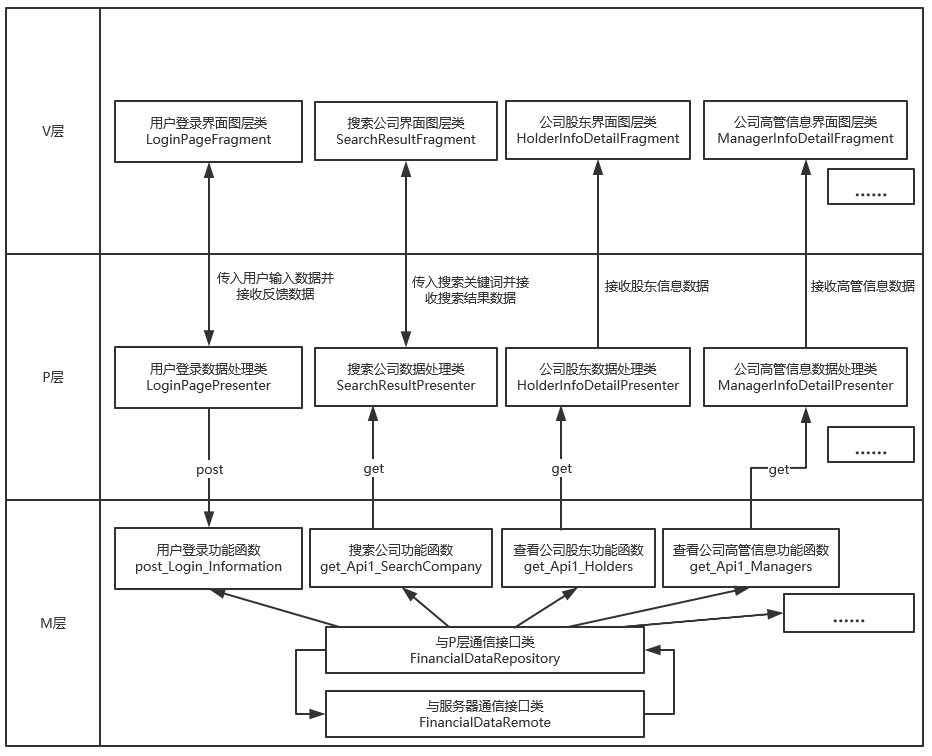 V层
用户登录界面图层类
LoginPageFragment
搜索公司界面图层类
SearchResultFragment
公司股东界面图层类
HolderInfoDetailFragment
公司高管信息界面图层类
ManagerInfoDetailFragment
......
传入用户输入数据并
接收反馈数据
传入搜索关键词并接
收搜索结果数据
接收股东信息数据
接收高管信息数据
P层
用户登录数据处理类
LoginPagePresenter
搜索公司数据处理类
SearchResultPresenter
公司股东数据处理类
HolderInfoDetailPresenter
公司高管信息数据处理类
ManagerInfoDetailPresenter
......
post
get
get
get
M层
用户登录功能函数
post_Login_Information
搜索公司功能函数
get_Api1_SearchCompany
查看公司股东功能函数
get_Api1_Holders
查看公司高管信息功能函数
get_Api1_Managers
......
与P层通信接口类
FinancialDataRepository
与服务器通信接口类
FinancialDataRemote